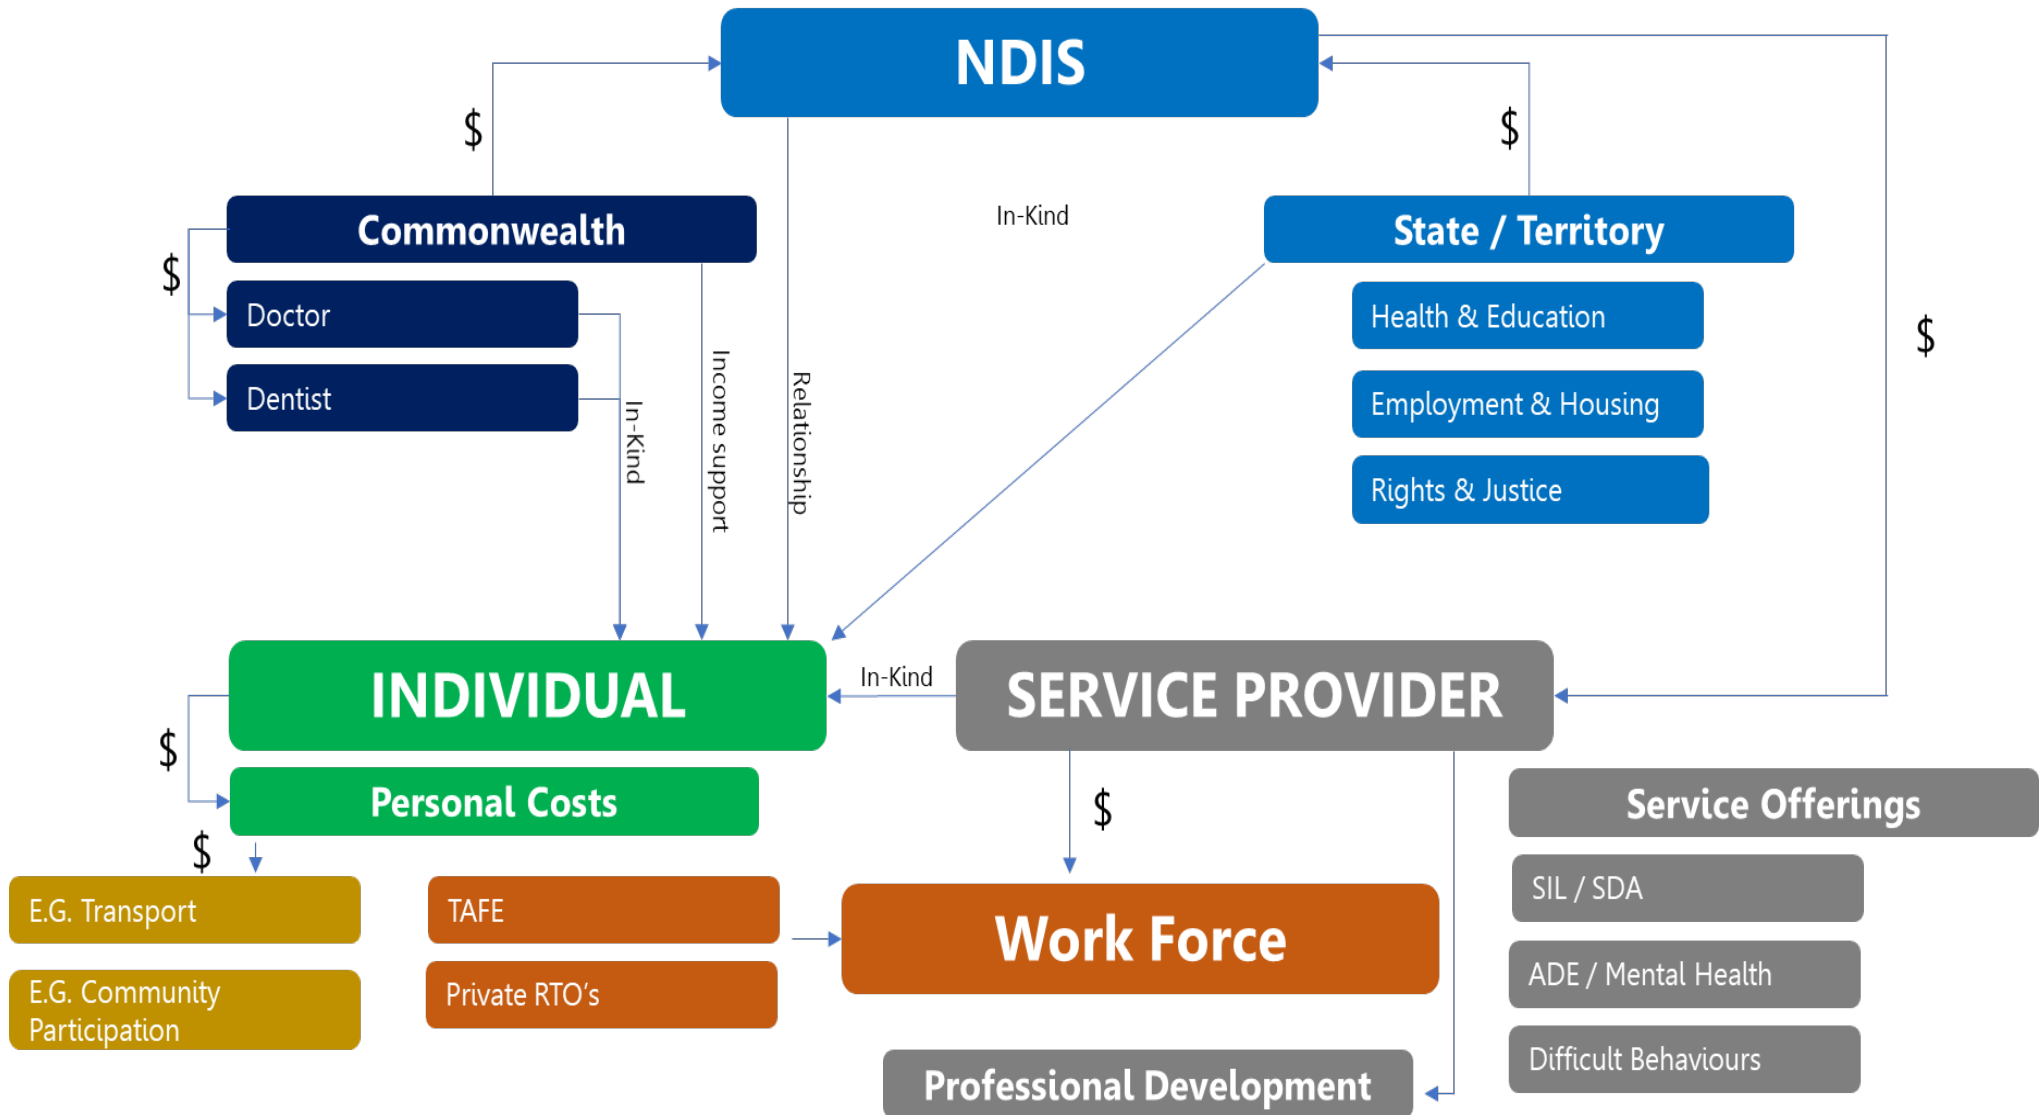 NDIS
$
$
Commonwealth
In-Kind
State / Territory
$
Doctor
Health & Education
$
Dentist
In-Kind
Income support
Relationship
Employment & Housing
Rights & Justice
INDIVIDUAL
In-Kind
SERVICE PROVIDER
$
Personal Costs
$
Service Offerings
$
E.G. Transport
TAFE
Work Force
SIL / SDA
E.G. Community
Participation
Private RTO's
ADE / Mental Health
Difficult Behaviours
Professional Development